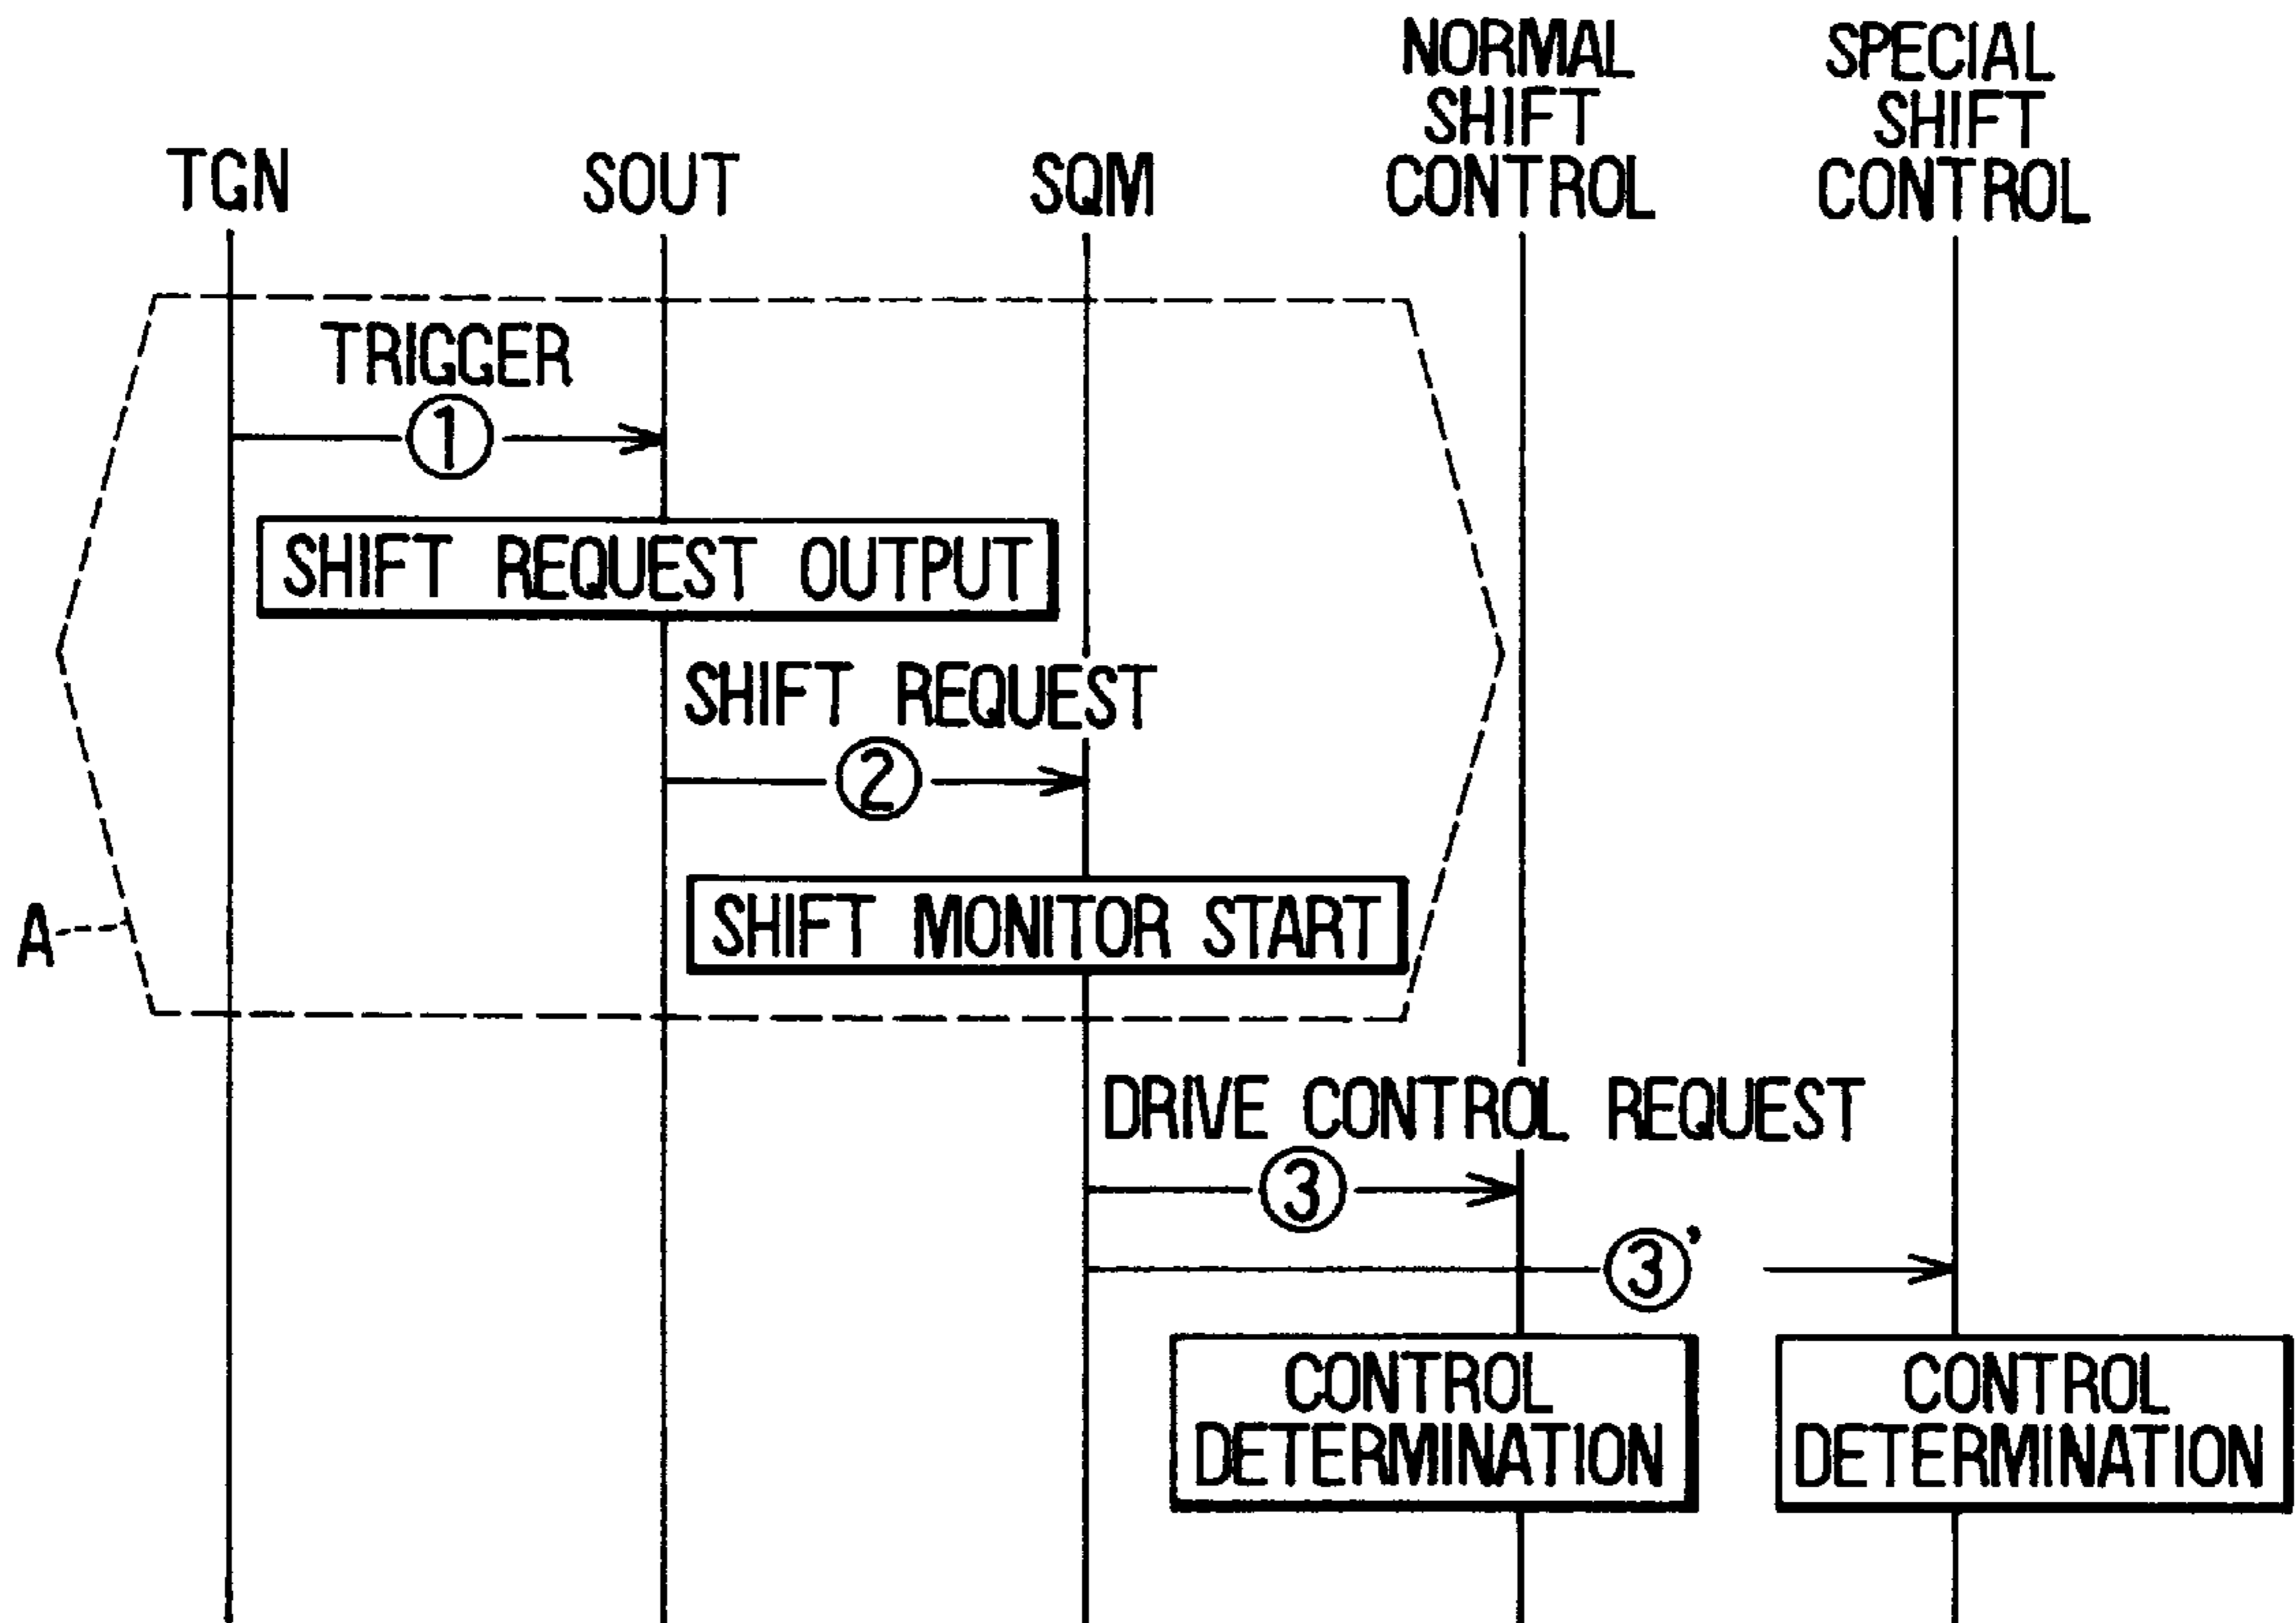 NORMAL
SHIFT
CONTROL
SPECIAL
SHIFT
CONTROL
TGN
SOUT
SQM
TRIGGER
①
SHIFT REQUEST OUTPUT
SHIFT REQUEST
②
SHIFT MONITOR START
A
DRIVE CONTROL REQUEST
③
③'
CONTROL
DETERMINATION
CONTROL
DETERMINATION